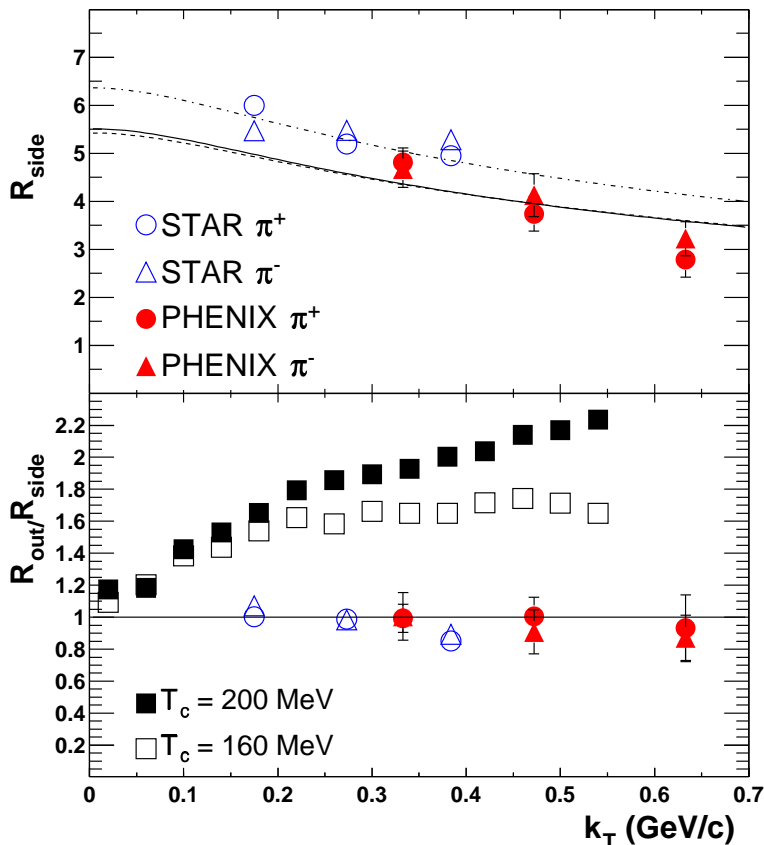 R_side
7
6
5
4
3
2
1
STAR π+
STAR π-
PHENIX π+
PHENIX π-
R_out/R_side
2.2
2
1.8
1.6
1.4
1.2
1
0.8
0.6
0.4
0.2
T_c = 200 MeV
T_c = 160 MeV
0 0.1 0.2 0.3 0.4 0.5 0.6 0.7
k_T (GeV/c)